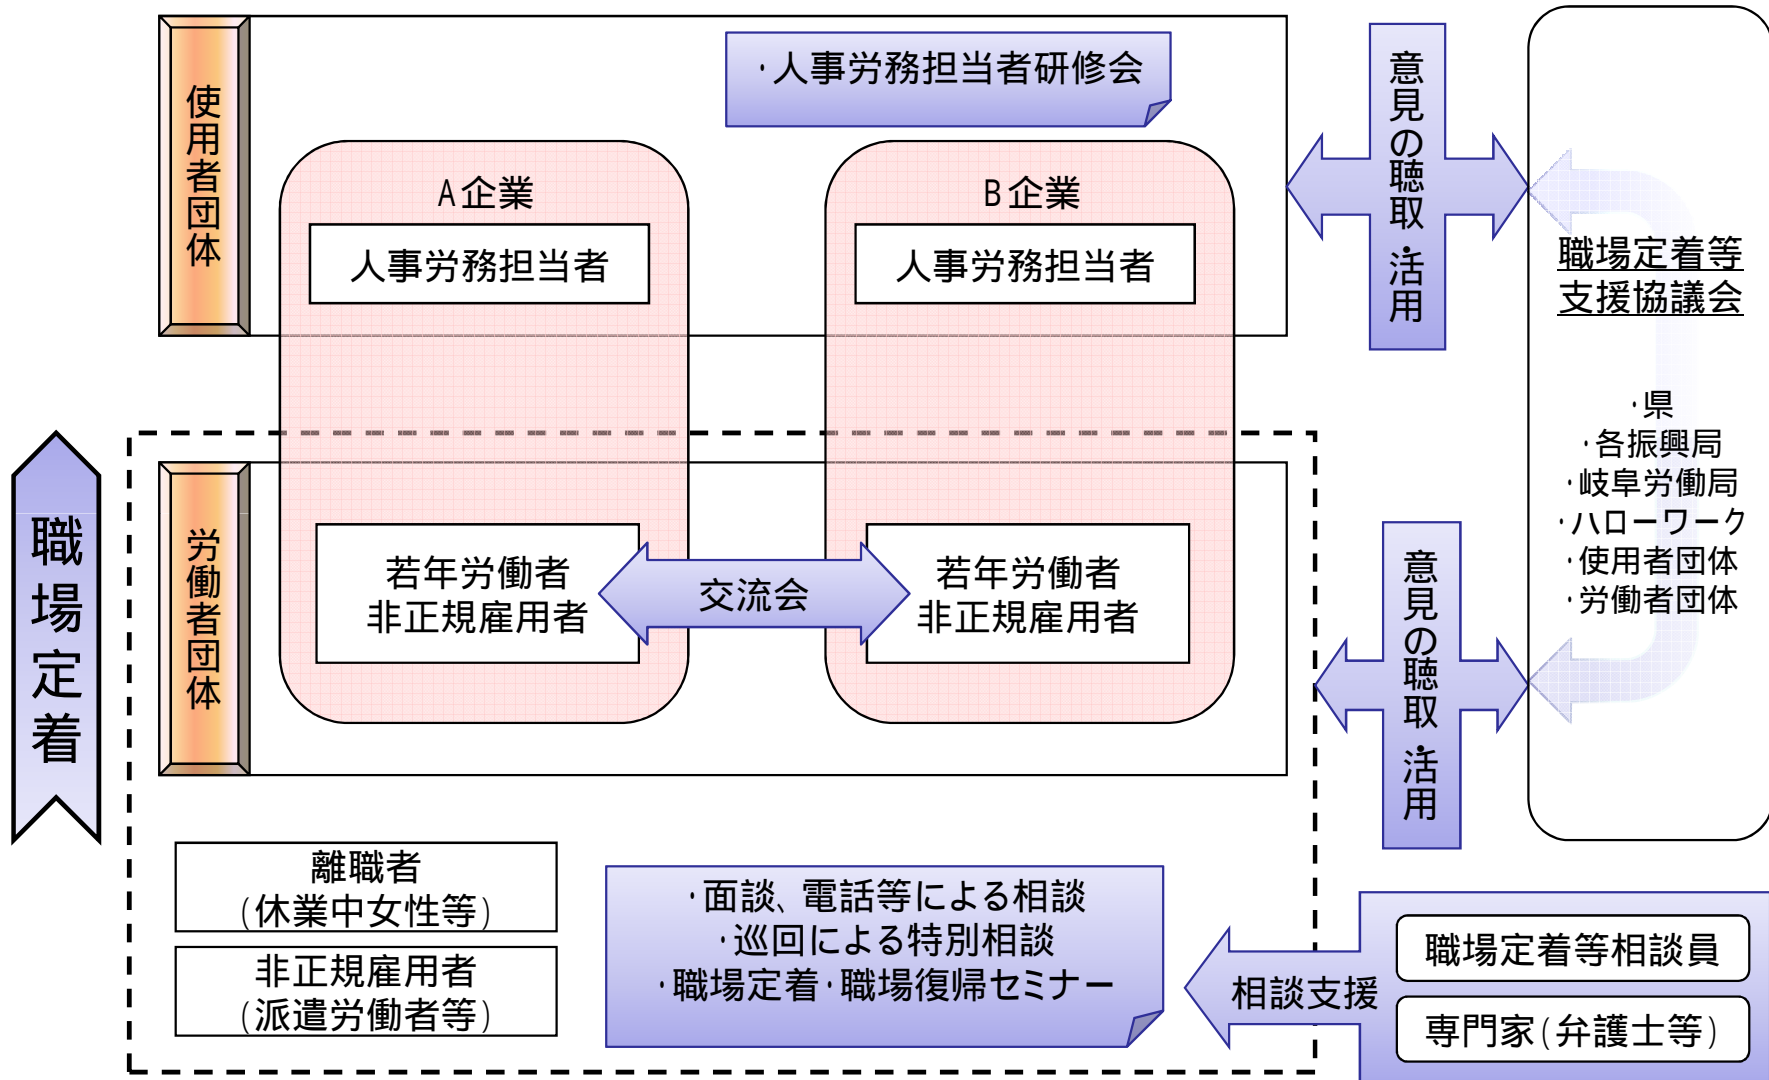 使用者団体
・人事労務担当者研修会
A企業
人事労務担当者
B企業
人事労務担当者
意見の聴取・活用
職場定着等
支援協議会
・県
・各振興局
・岐阜労働局
・ハローワーク
・使用者団体
・労働者団体
職場定着
労働者団体
若年労働者
非正規雇用者
交流会
若年労働者
非正規雇用者
意見の聴取・活用
離職者
(休業中女性等)
非正規雇用者
(派遣労働者等)
・面談、電話等による相談
・巡回による特別相談
・職場定着・職場復帰セミナー
相談支援
職場定着等相談員
専門家(弁護士等)